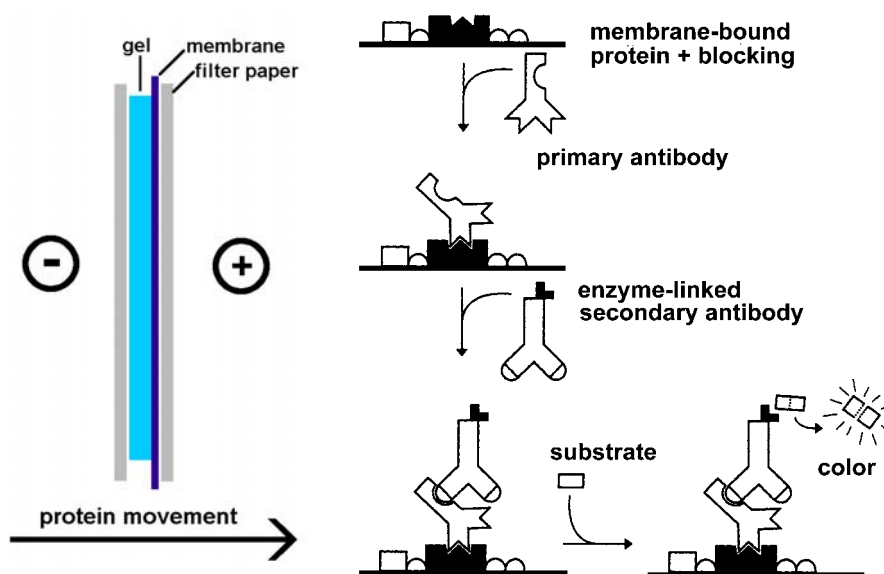 gel
membrane
filter paper
-
+
protein movement
membrane-bound
protein + blocking
primary antibody
enzyme-linked
secondary antibody
substrate
color